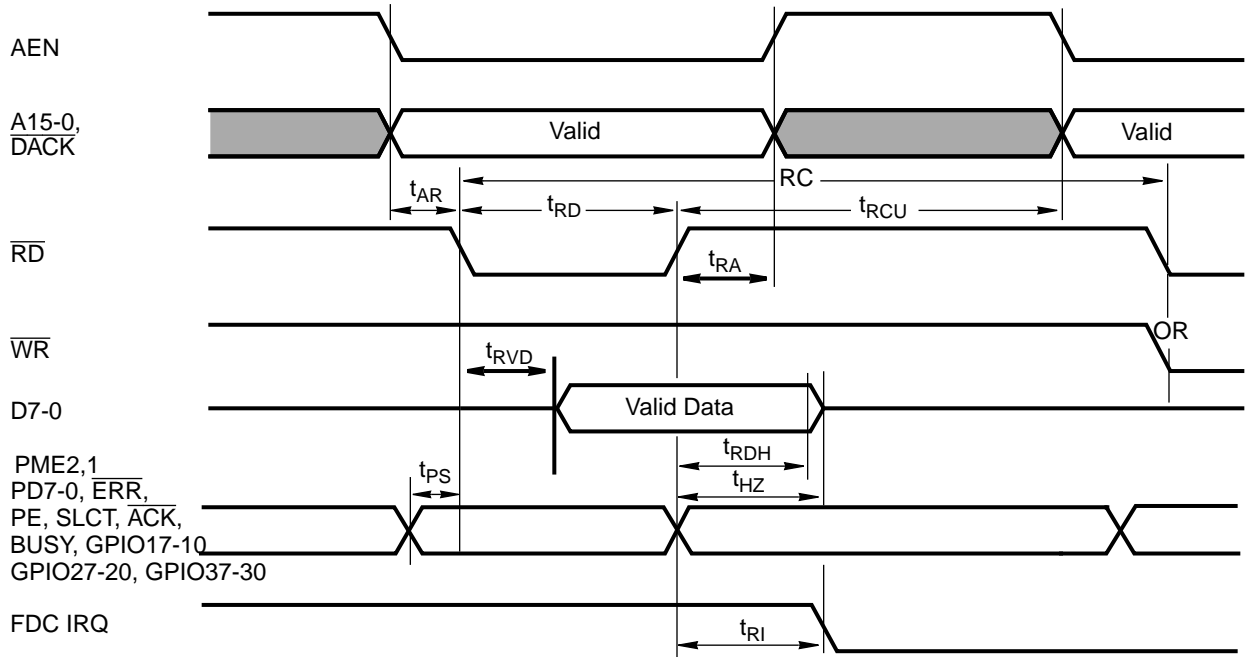 AEN
A15-0,
DACK
Valid
Valid
RC
tAR
tRD
tRCU
RD
tRA
WR
OR
tRVD
D7-0
Valid Data
tRDH
PME2,1
tPS
tHZ
PD7-0, ERR,
PE, SLCT, ACK,
BUSY, GPIO17-10
GPIO27-20, GPIO37-30
FDC IRQ
tRI